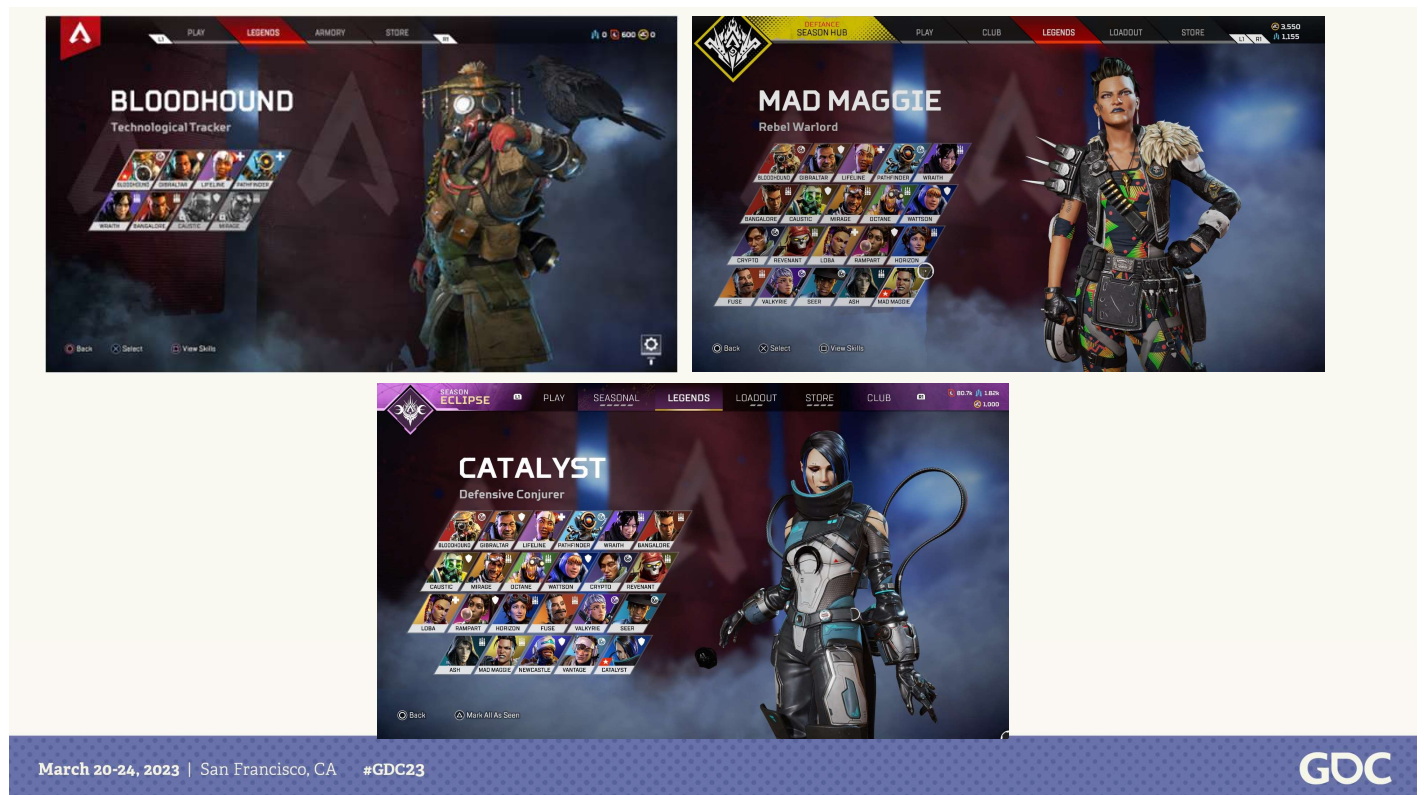 PLAY LEGENDS ARMORY STORE
0 600 0
BLOODHOUND
Technological Tracker
BLOODHOUND GIBRALTAR LIFELINE PATHFINDER
WRAITH BANGALORE CAUSTIC MIRAGE
Back Select View Skills
DEFIANCE
SEASON HUB
PLAY CLUB LEGENDS LOADOUT STORE
L1 R1
3,550
1,155
MAD MAGGIE
Rebel Warlord
BLOODHOUND GIBRALTAR LIFELINE PATHFINDER WRAITH
BANGALORE CAUSTIC MIRAGE OCTANE WATTSON
CRYPTO REVENANT LOBA RAMPART HORIZON
FUSE VALKYRIE SEER ASH MAD MAGGIE
Back Select View Skills
SEASON
ECLIPSE
PLAY SEASONAL LEGENDS LOADOUT STORE CLUB
80.7k 1.82k
1,000
CATALYST
Defensive Conjurer
BLOODHOUND GIBRALTAR LIFELINE PATHFINDER WRAITH BANGALORE
CAUSTIC MIRAGE OCTANE WATTSON CRYPTO REVENANT
LOBA RAMPART HORIZON FUSE VALKYRIE SEER
ASH MAD MAGGIE NEWCASTLE VANTAGE CATALYST
Back Mark All As Seen
March 20-24, 2023 | San Francisco, CA #GDC23
GDC